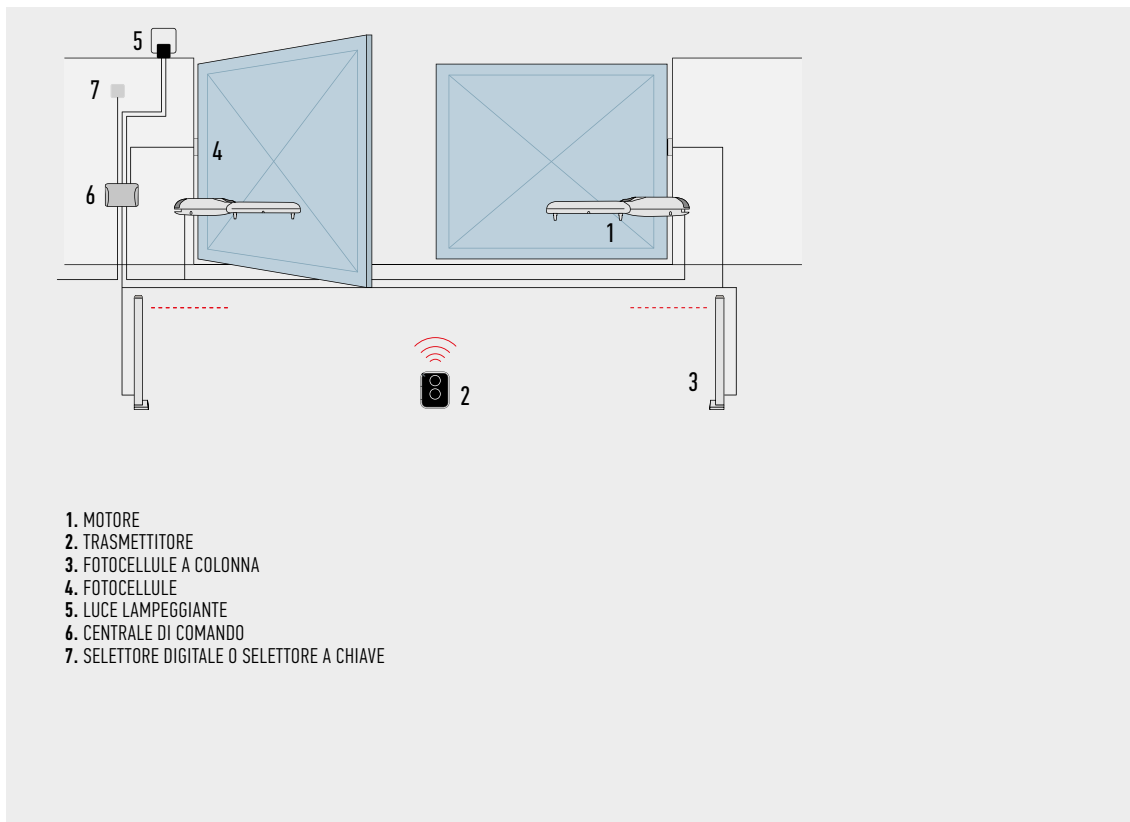 5
7
4
6
1
2
3
1. MOTORE
2. TRASMETTITORE
3. FOTOCELLULE A COLONNA
4. FOTOCELLULE
5. LUCE LAMPEGGIANTE
6. CENTRALE DI COMANDO
7. SELETTORE DIGITALE O SELETTORE A CHIAVE